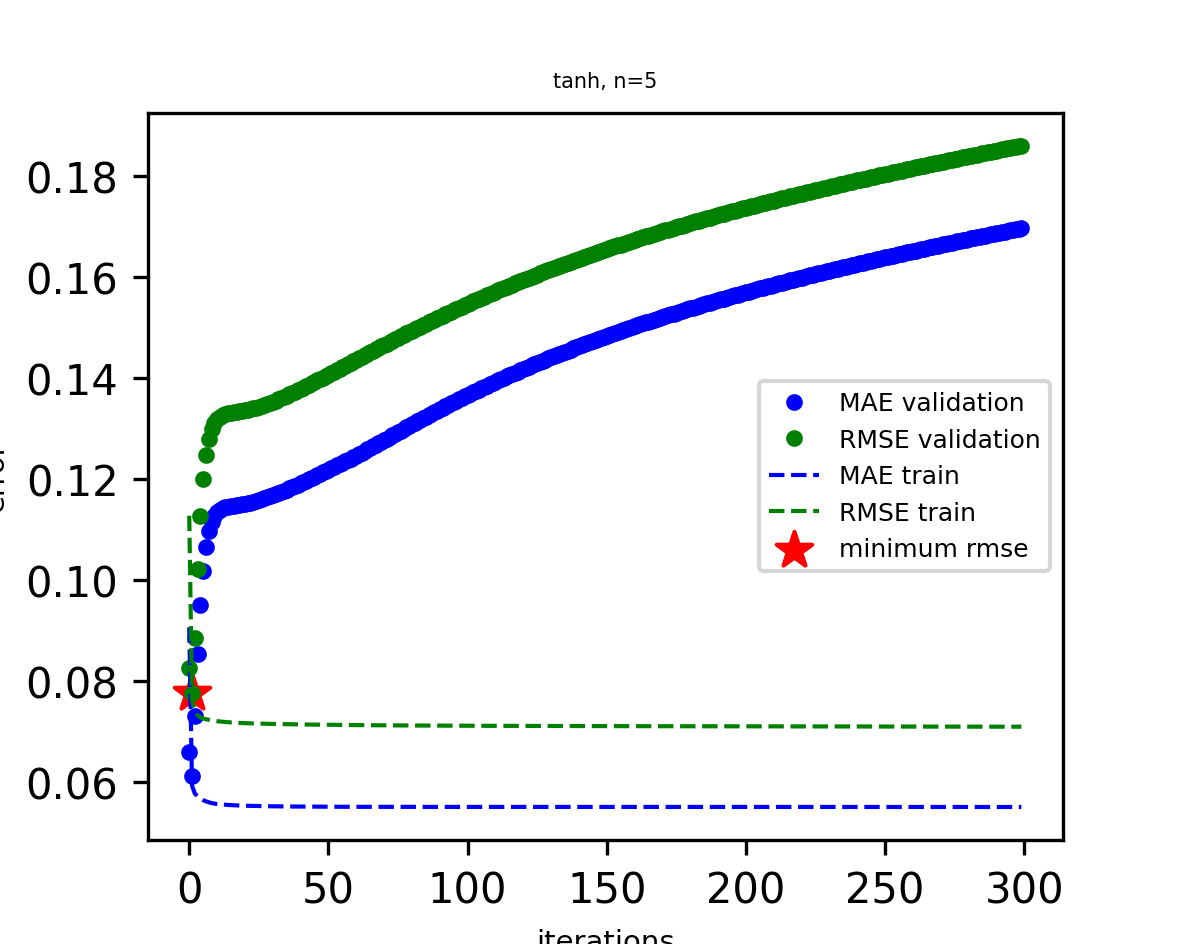 tanh, n=5
0.18
0.16
0.14
0.12
0.10
0.08
0.06
MAE validation
RMSE validation
MAE train
RMSE train
minimum rmse
0 50 100 150 200 250 300
iterations